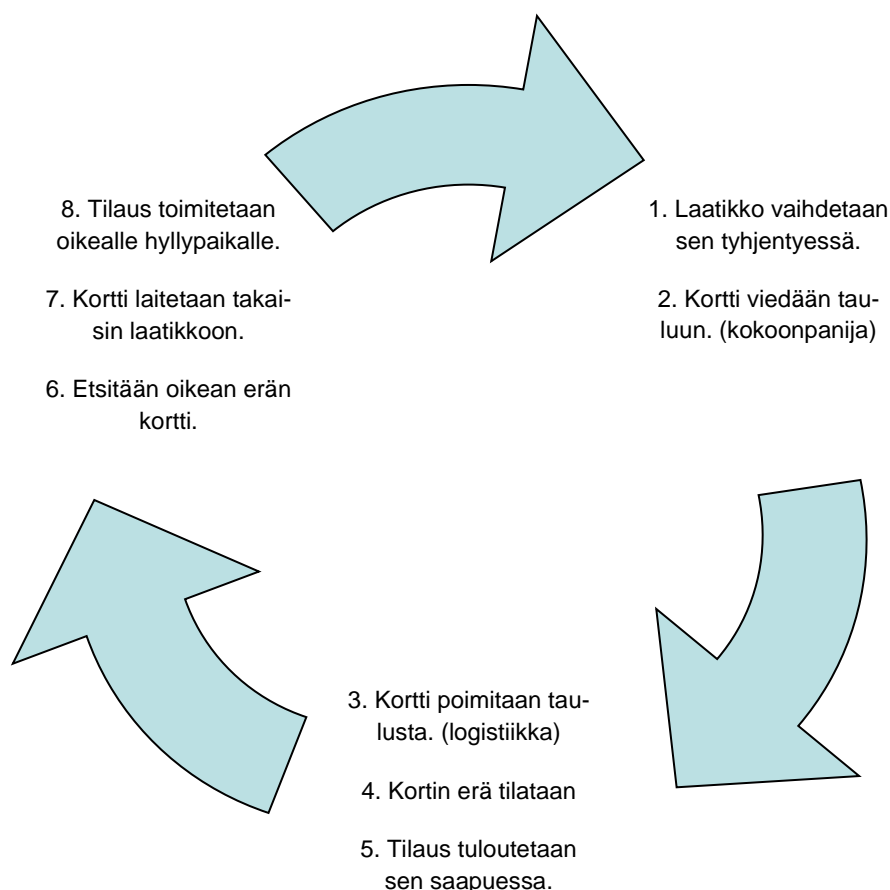 8. Tilaus toimitetaan
oikealle hyllypaikalle.
7. Kortti laitetaan takai-
sin laatikkoon.
6. Etsitään oikean erän
kortti.
1. Laatikko vaihdetaan
sen tyhjentyessä.
2. Kortti viedään tau-
luun. (kokoonpanija)
3. Kortti poimitaan tau-
lusta. (logistiikka)
4. Kortin erä tilataan
5. Tilaus tuloutetaan
sen saapuessa.